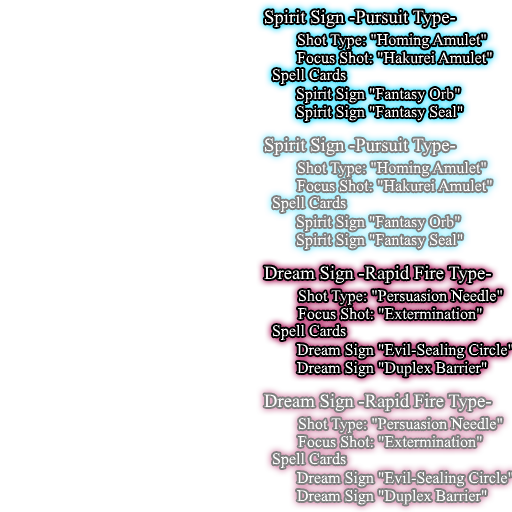 Spirit Sign -Pursuit Type-
Shot Type: "Homing Amulet"
Focus Shot: "Hakurei Amulet"
Spell Cards
Spirit Sign "Fantasy Orb"
Spirit Sign "Fantasy Seal"
Spirit Sign -Pursuit Type-
Shot Type: "Homing Amulet"
Focus Shot: "Hakurei Amulet"
Spell Cards
Spirit Sign "Fantasy Orb"
Spirit Sign "Fantasy Seal"
Dream Sign -Rapid Fire Type-
Shot Type: "Persuasion Needle"
Focus Shot: "Extermination"
Spell Cards
Dream Sign "Evil-Sealing Circle"
Dream Sign "Duplex Barrier"
Dream Sign -Rapid Fire Type-
Shot Type: "Persuasion Needle"
Focus Shot: "Extermination"
Spell Cards
Dream Sign "Evil-Sealing Circle"
Dream Sign "Duplex Barrier"